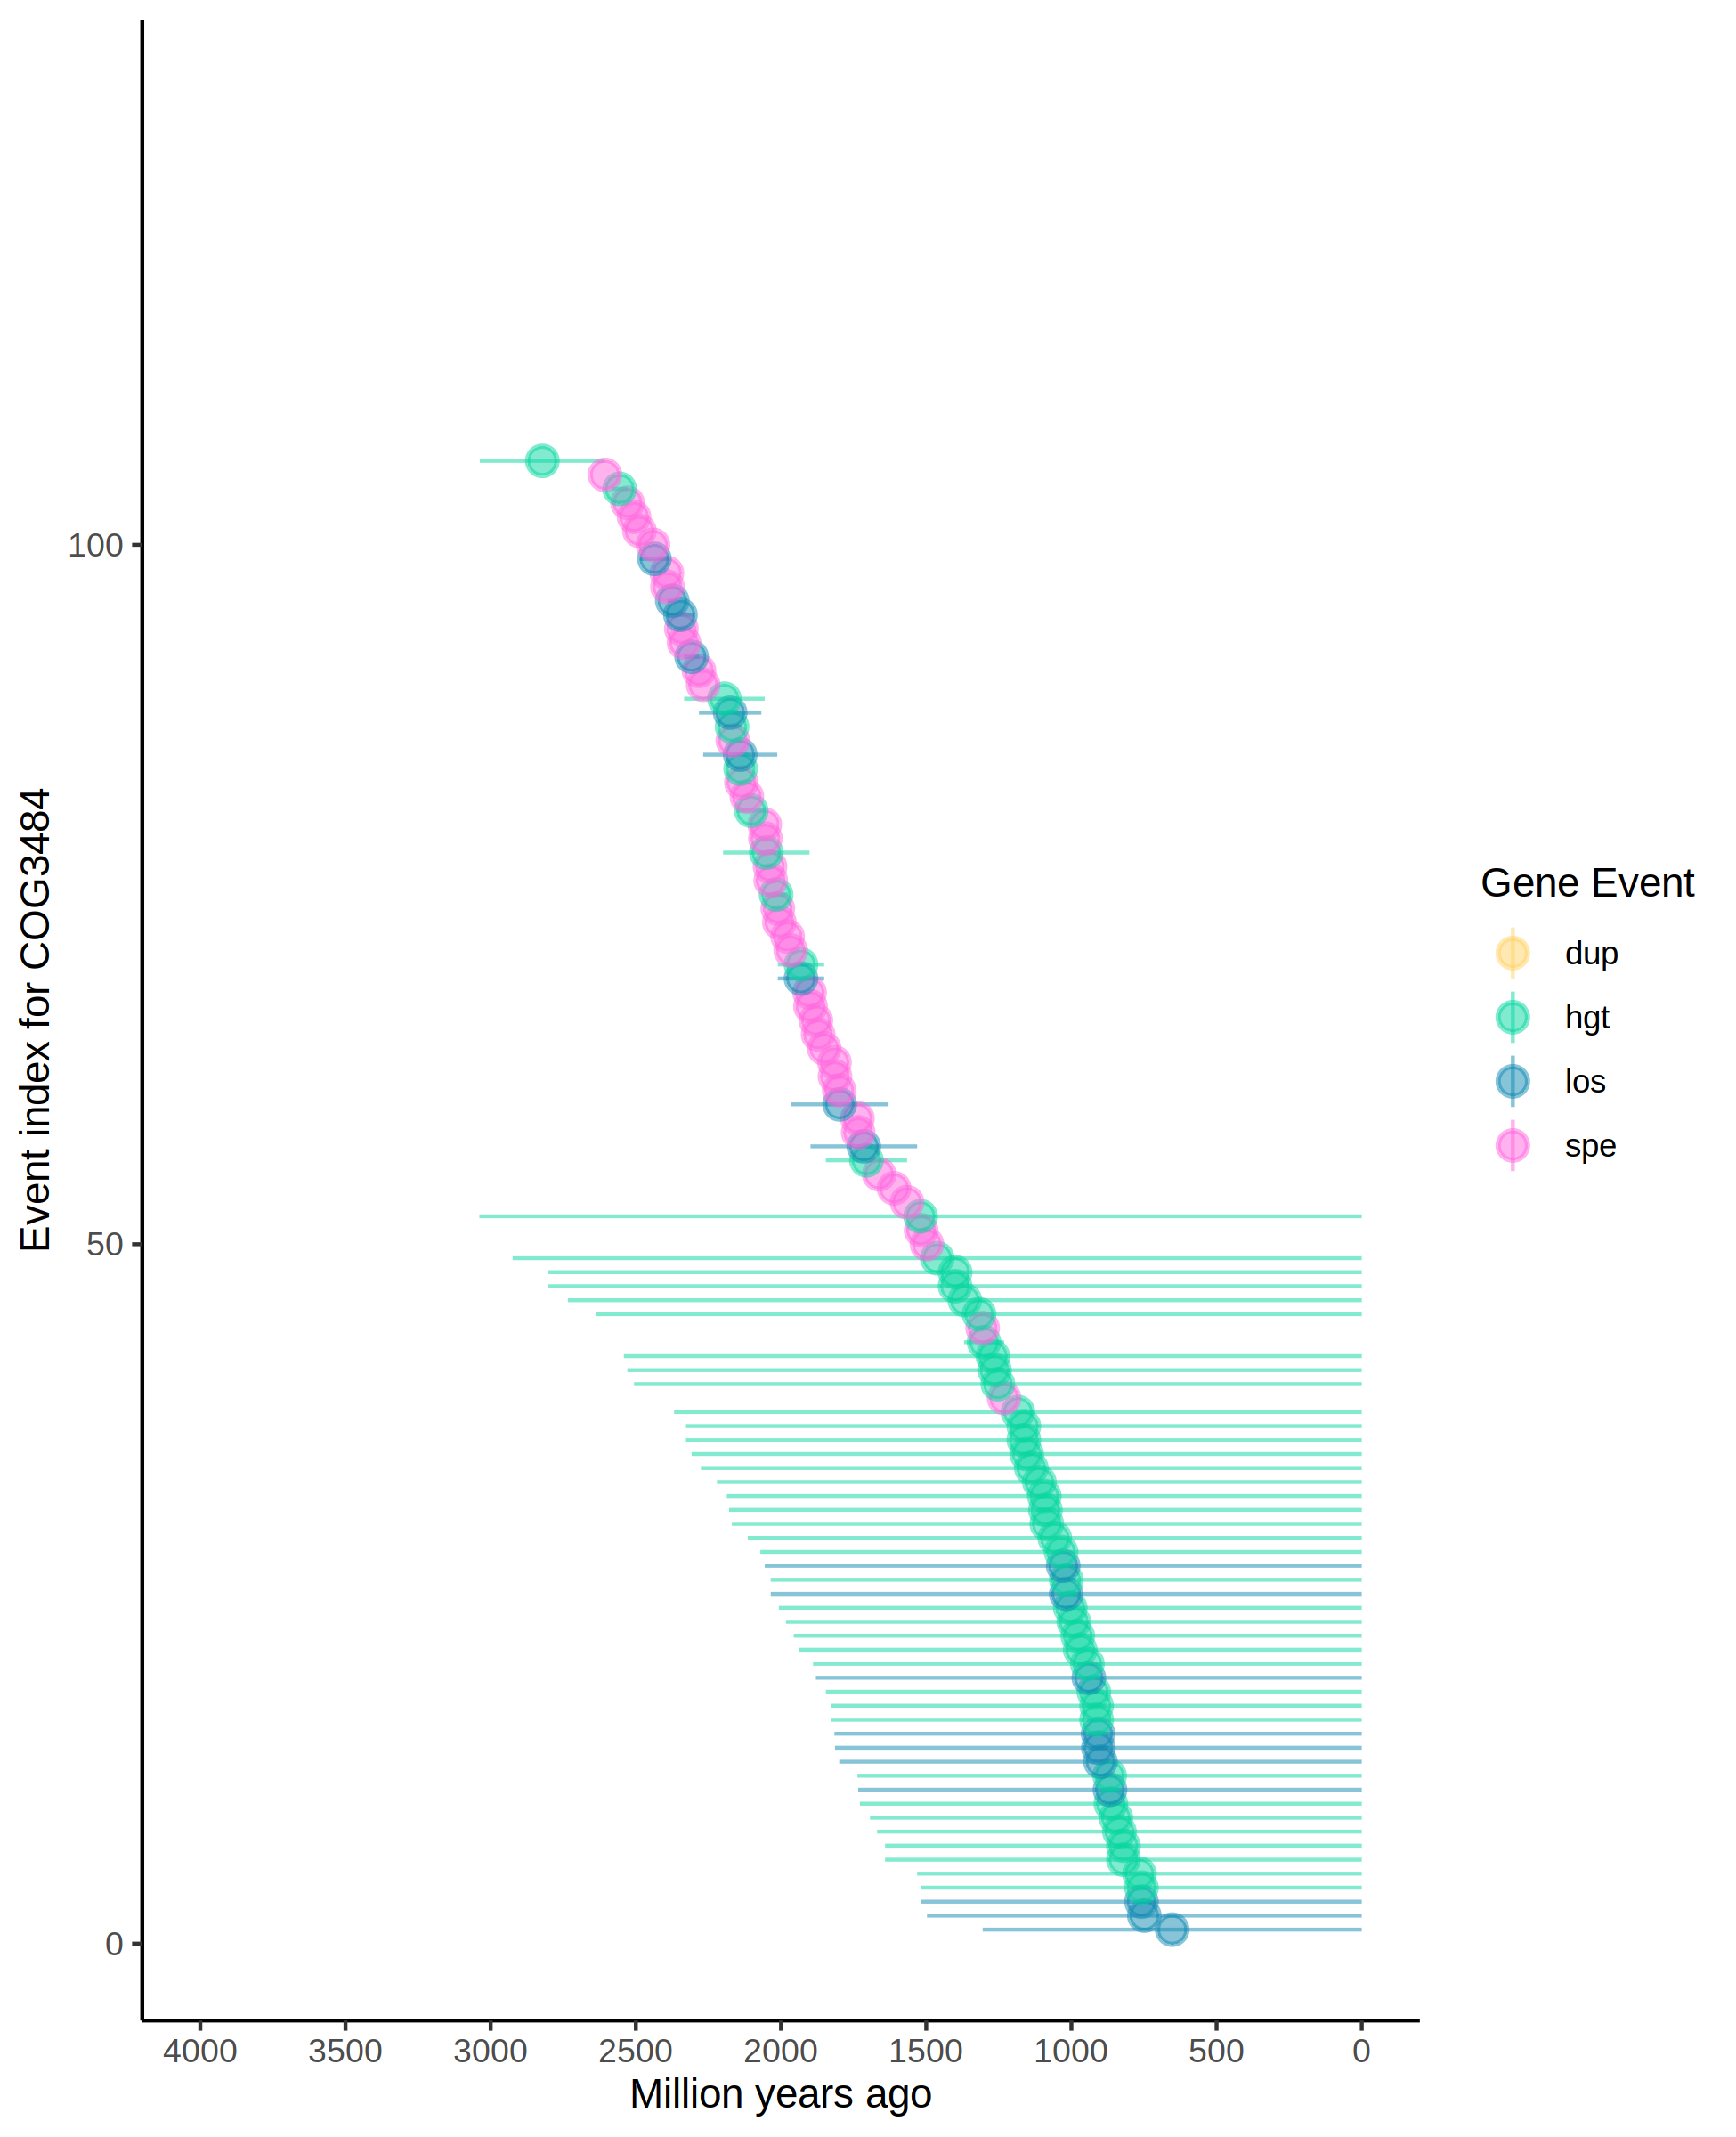 Event index for COG3484
100
50
0
4000 3500 3000 2500 2000 1500 1000 500 0
Million years ago
Gene Event
dup
hgt
los
spe